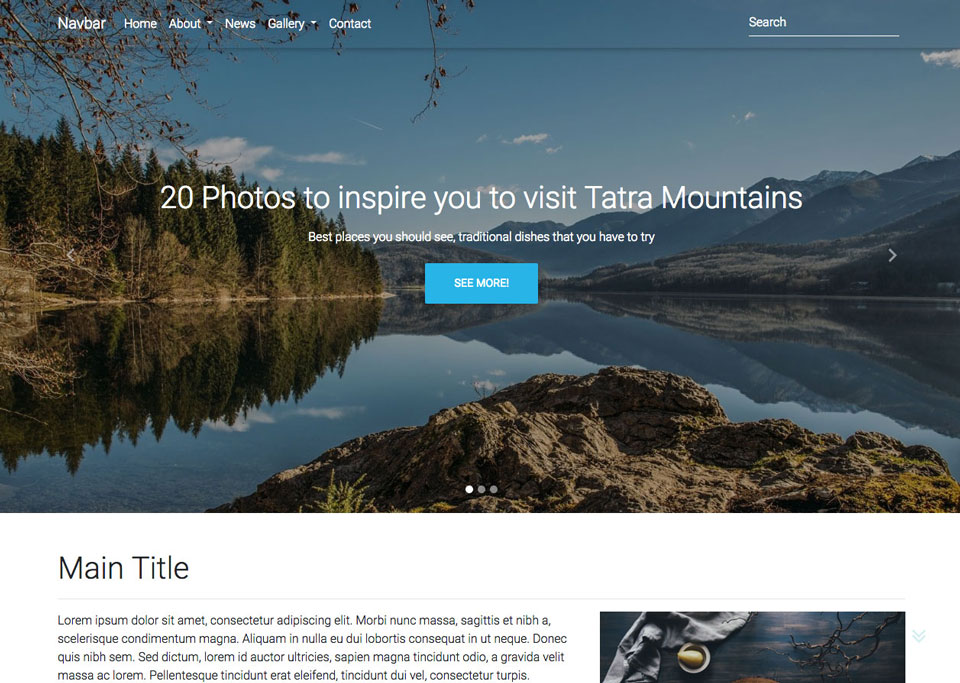 Navbar Home About News Gallery Contact Search
20 Photos to inspire you to visit Tatra Mountains
Best places you should see, traditional dishes that you have to try
SEE MORE!
Main Title
Lorem ipsum dolor sit amet, consectetur adipiscing elit. Morbi nunc massa, sagittis et nibh a,
scelerisque condimentum magna. Aliquam in nulla eu dui lobortis consequat in ut neque. Donec
quis nibh sem. Sed dictum, lorem id auctor ultricies, sapien magna tincidunt odio, a gravida velit
massa ac lorem. Pellentesque tincidunt erat eleifend, tincidunt dui vel, consectetur turpis.